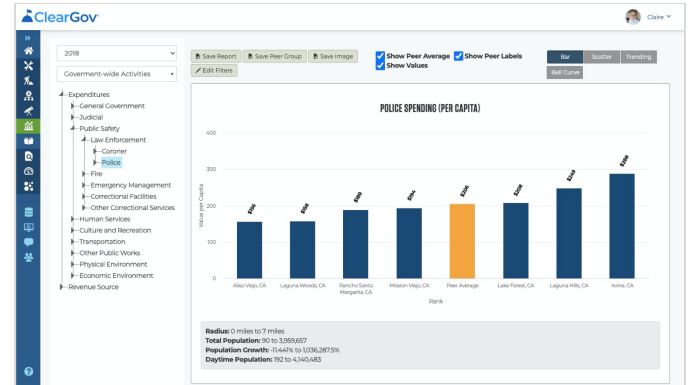 ClearGov
Claire
2018
Goverment-wide Activities
Expenditures
General Government
Judicial
Public Safety
Law Enforcement
Coroner
Police
Fire
Emergency Management
Correctional Facilities
Other Correctional Services
Human Services
Culture and Recreation
Transportation
Other Public Works
Physical Environment
Economic Environment
Revenue Source
Save Report Save Peer Group Save Image
Edit Filters
Show Peer Average Show Peer Labels
Show Values
Bar Scatter Trending
Bell Curve
POLICE SPENDING (PER CAPITA)
Value per Capita
400
300
200
100
0
$156 $158 $189 $194 $206 $208 $249 $288
Aliso Viejo, CA Laguna Woods, CA Rancho Santa Margarita, CA Mission Viejo, CA Peer Average Lake Forest, CA Laguna Hills, CA Irvine, CA
Rank
Radius: 0 miles to 7 miles
Total Population: 90 to 3,959,657
Population Growth: -11.441% to 1,036,287.5%
Daytime Population: 192 to 4,140,483